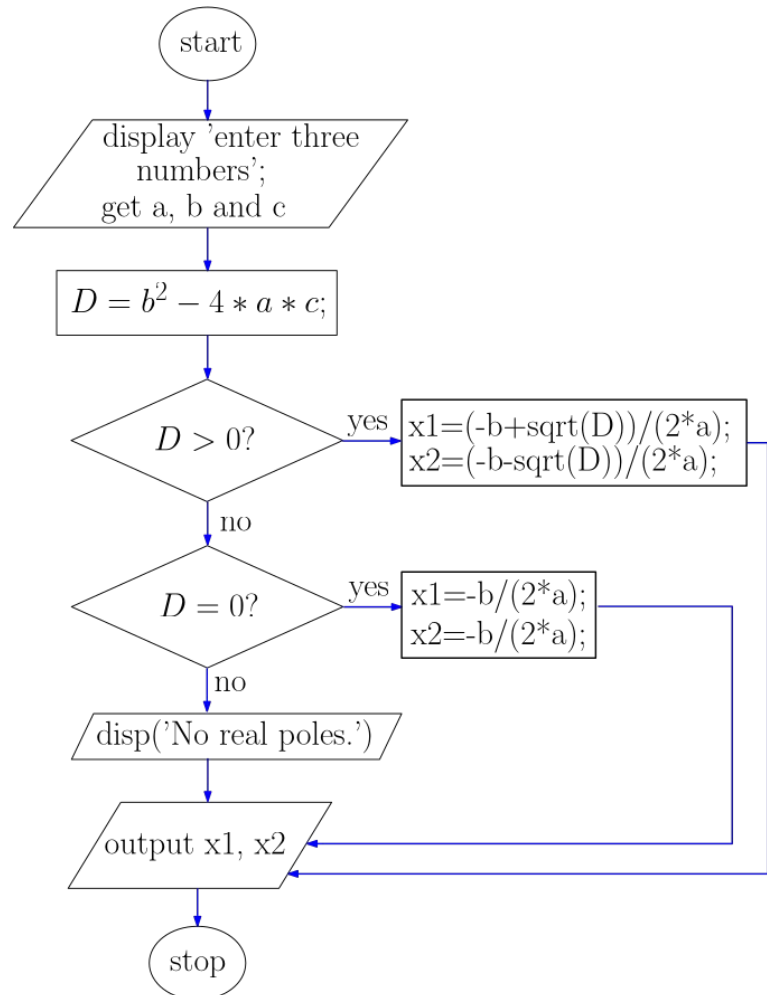 start
display 'enter three
numbers';
get a, b and c
D = b² − 4 ∗ a ∗ c;
D > 0?
yes
x1=(-b+sqrt(D))/(2*a);
x2=(-b-sqrt(D))/(2*a);
no
D = 0?
yes
x1=-b/(2*a);
x2=-b/(2*a);
no
disp('No real poles.')
output x1, x2
stop